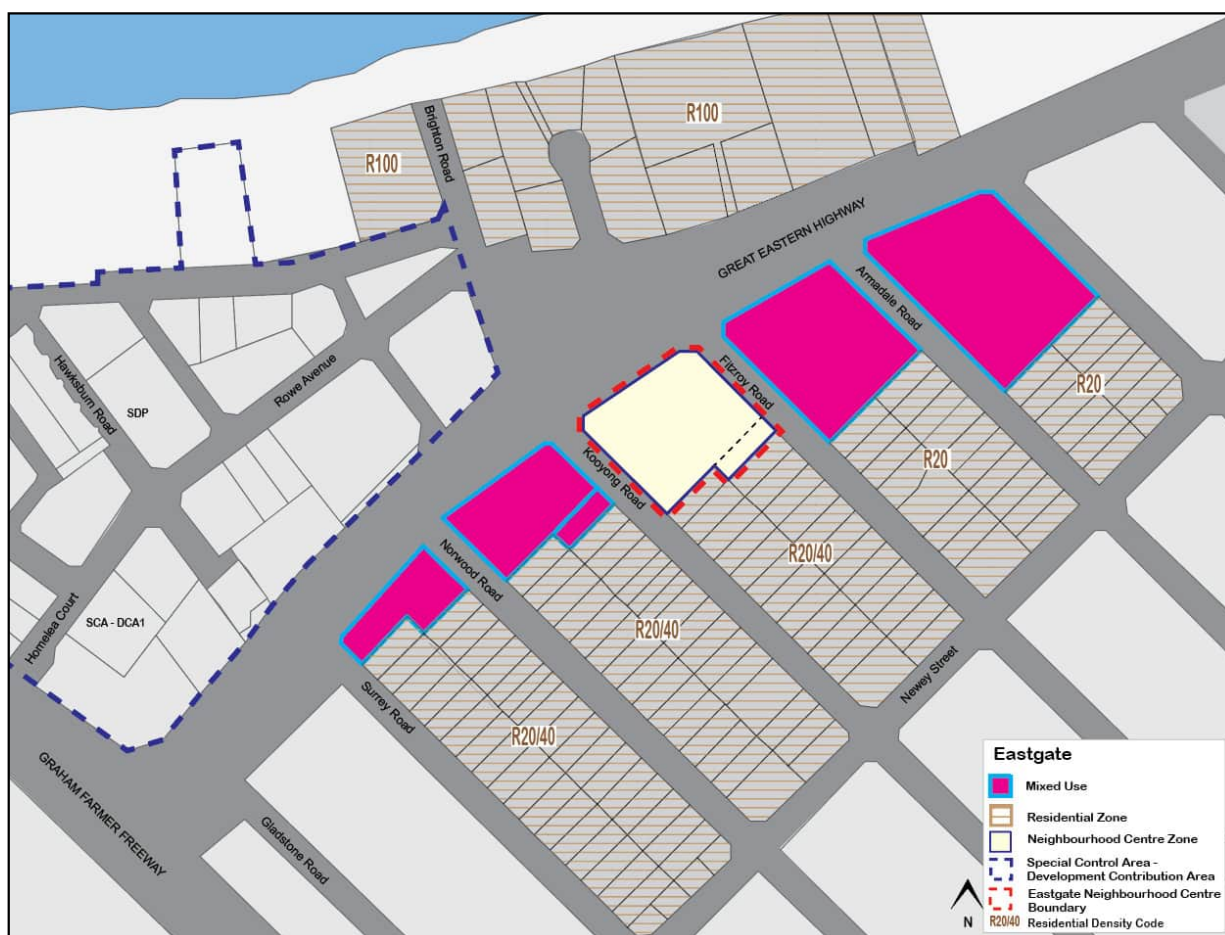 R100
Brighton Road
R100
GREAT EASTERN HIGHWAY
Armadale Road
Hawksburn Road
Rowe Avenue
SDP
Fitzroy Road
R20
Kooyong Road
R20
Norwood Road
R20/40
SCA - DCA1
Homelea Court
R20/40
Newey Street
Surrey Road
R20/40
GRAHAM FARMER FREEWAY
Gladstone Road
Eastgate
Mixed Use
Residential Zone
Neighbourhood Centre Zone
Special Control Area -
Development Contribution Area
Eastgate Neighbourhood Centre
Boundary
R20/40 Residential Density Code
N